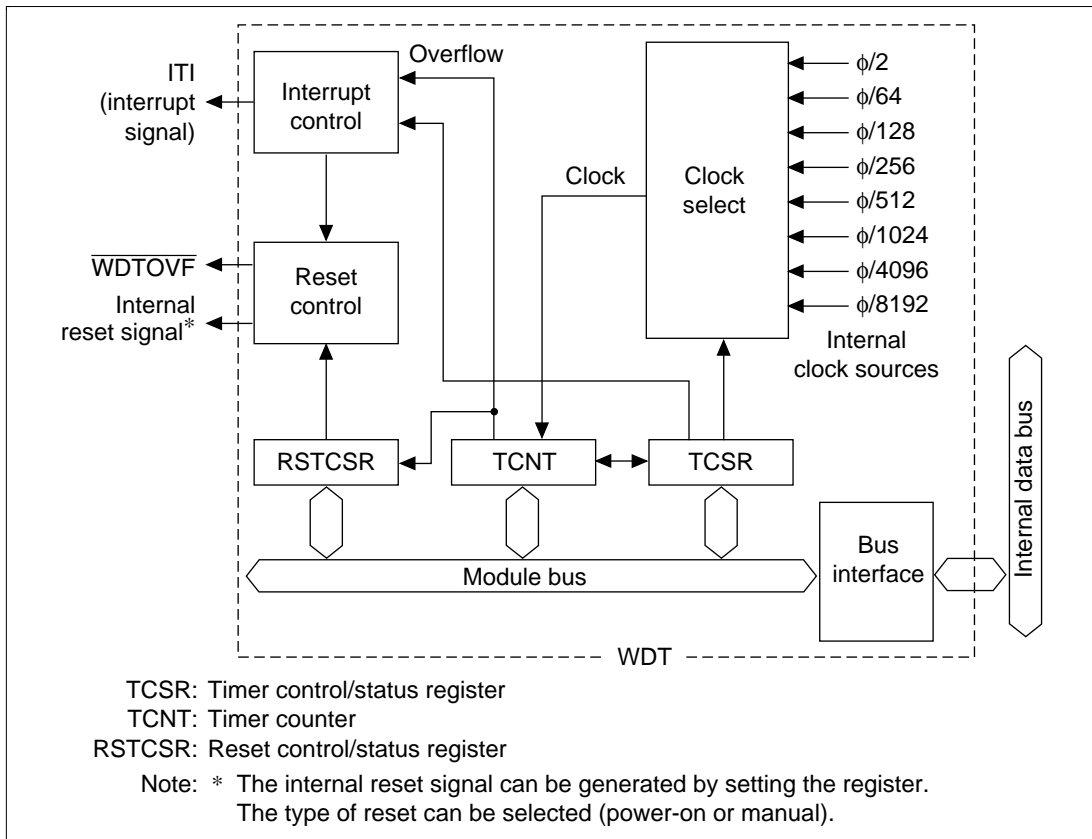 Overflow
ITI
(interrupt
signal)
Interrupt
control
Clock
Clock
select
ϕ/2
ϕ/64
ϕ/128
ϕ/256
ϕ/512
ϕ/1024
ϕ/4096
ϕ/8192
Internal
clock sources
W̅D̅T̅O̅V̅F̅
Internal
reset signal*
Reset
control
RSTCSR
TCNT
TCSR
Module bus
Bus
interface
Internal data bus
WDT
TCSR: Timer control/status register
TCNT: Timer counter
RSTCSR: Reset control/status register
Note: * The internal reset signal can be generated by setting the register.
The type of reset can be selected (power-on or manual).